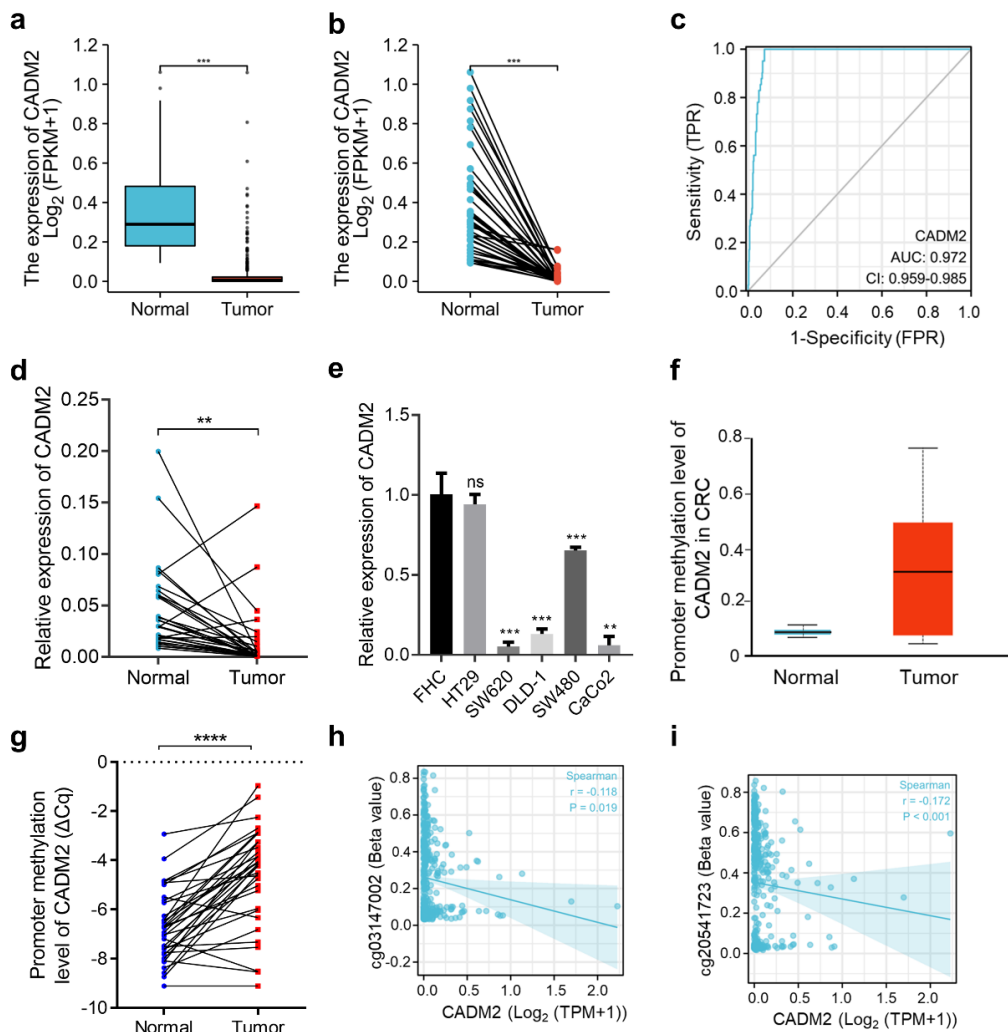 a
The expression of CADM2
Log2 (FPKM+1)
1.2
1.0
0.8
0.6
0.4
0.2
0.0
***
Normal
Tumor
b
The expression of CADM2
Log2 (FPKM+1)
1.2
1.0
0.8
0.6
0.4
0.2
0.0
***
Normal
Tumor
c
Sensitivity (TPR)
1.0
0.8
0.6
0.4
0.2
0.0
CADM2
AUC: 0.972
CI: 0.959-0.985
0.0 0.2 0.4 0.6 0.8 1.0
1-Specificity (FPR)
d
Relative expression of CADM2
0.25
0.20
0.15
0.10
0.05
0.00
**
Normal
Tumor
e
Relative expression of CADM2
1.5
1.0
0.5
0.0
ns
***
***
***
**
FHC
HT29
SW620
DLD-1
SW480
CaCo2
f
Promoter methylation level of
CADM2 in CRC
0.8
0.6
0.4
0.2
0
Normal
Tumor
g
Promoter methylation
level of CADM2 (ΔCq)
0
-2
-4
-6
-8
-10
****
Normal
Tumor
h
cg03147002 (Beta value)
0.8
0.6
0.4
0.2
0.0
-0.2
Spearman
r = -0.118
P = 0.019
0.0 0.5 1.0 1.5 2.0
CADM2 (Log2 (TPM+1))
i
cg20541723 (Beta value)
0.8
0.6
0.4
0.2
0.0
Spearman
r = -0.172
P < 0.001
0.0 0.5 1.0 1.5 2.0
CADM2 (Log2 (TPM+1))